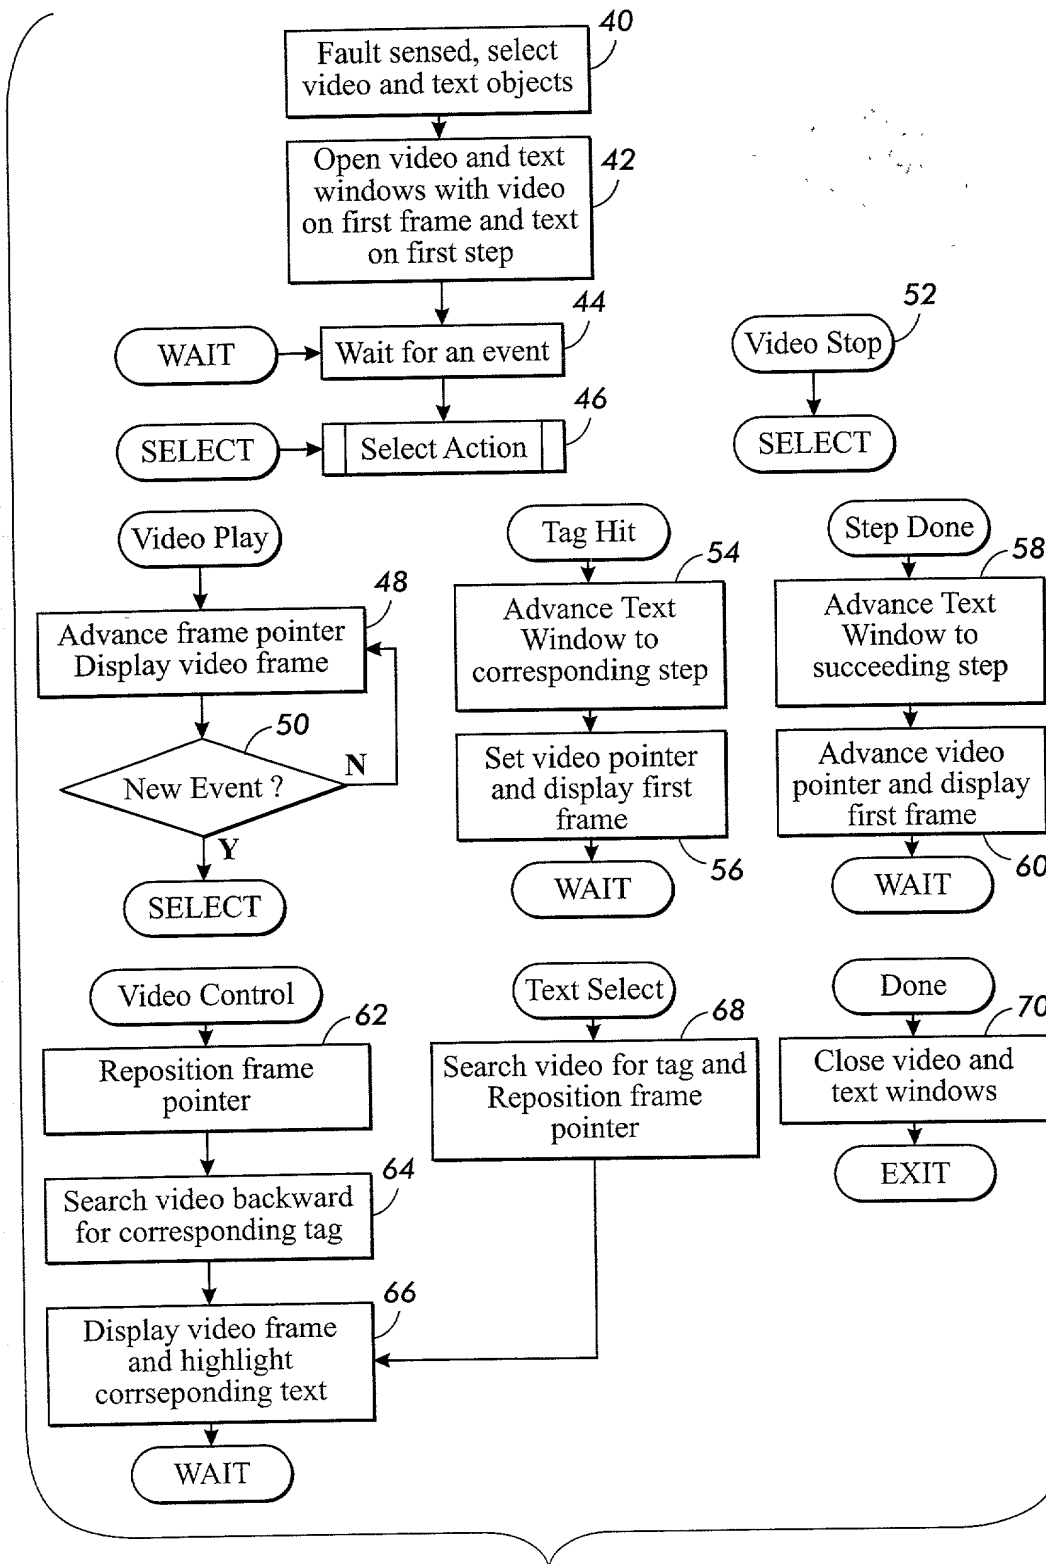 40
Fault sensed, select
video and text objects
42
Open video and text
windows with video
on first frame and text
on first step
44
WAIT
Wait for an event
52
Video Stop
46
SELECT
Select Action
SELECT
Video Play
48
Advance frame pointer
Display video frame
50
New Event ?
N
Y
SELECT
Tag Hit
54
Advance Text
Window to
corresponding step
Set video pointer
and display first
frame
56
WAIT
Step Done
58
Advance Text
Window to
succeeding step
Advance video
pointer and display
first frame
60
WAIT
Video Control
62
Reposition frame
pointer
64
Search video backward
for corresponding tag
66
Display video frame
and highlight
corrseponding text
WAIT
Text Select
68
Search video for tag and
Reposition frame
pointer
Done
70
Close video and
text windows
EXIT